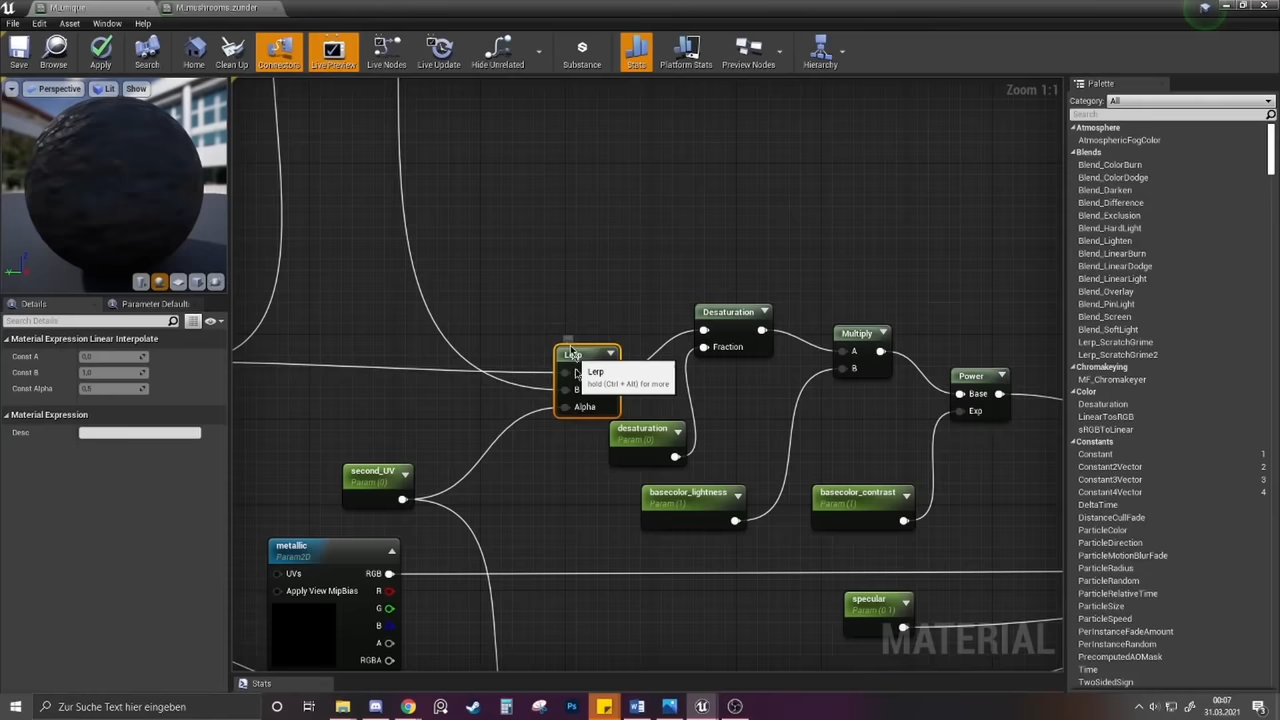 M_unique
M_mushrooms_zunder
File Edit Asset Window Help
Save Browse Apply Search Home Clean Up Connectors Live Preview Live Nodes Live Update Hide Unrelated Substance Stats Platform Stats Preview Nodes Hierarchy
Perspective Lit Show
Zoom 1:1
Palette
Category: All
Search
Atmosphere
AtmosphericFogColor
Blends
Blend_ColorBurn
Blend_ColorDodge
Blend_Darken
Blend_Difference
Blend_Exclusion
Blend_HardLight
Blend_Lighten
Blend_LinearBurn
Blend_LinearDodge
Blend_LinearLight
Blend_Overlay
Blend_PinLight
Blend_Screen
Blend_SoftLight
Lerp_ScratchGrime
Lerp_ScratchGrime2
Chromakeying
MF_Chromakeyer
Color
Desaturation
LinearTosRGB
sRGBToLinear
Constants
Constant 1
Constant2Vector 2
Constant3Vector 3
Constant4Vector 4
DeltaTime
DistanceCullFade
ParticleColor
ParticleDirection
ParticleMotionBlurFade
ParticleRadius
ParticleRandom
ParticleRelativeTime
ParticleSize
ParticleSpeed
PerInstanceFadeAmount
PerInstanceRandom
PrecomputedAOMask
Time
TwoSidedSign
Details
Parameter Default:
Search Details
Material Expression Linear Interpolate
Const A 0,0
Const B 1,0
Const Alpha 0,5
Material Expression
Desc
Lerp
B
Alpha
Lerp
hold (Ctrl + Alt) for more
Desaturation
Fraction
Multiply
A
B
Power
Base
Exp
desaturation
Param (0)
second_UV
Param (0)
basecolor_lightness
Param (1)
basecolor_contrast
Param (1)
metallic
Param2D
UVs RGB
Apply View MipBias R
G
B
A
RGBA
specular
Param (0.1)
MATERIAL
Stats
Zur Suche Text hier eingeben
00:07
31.03.2021